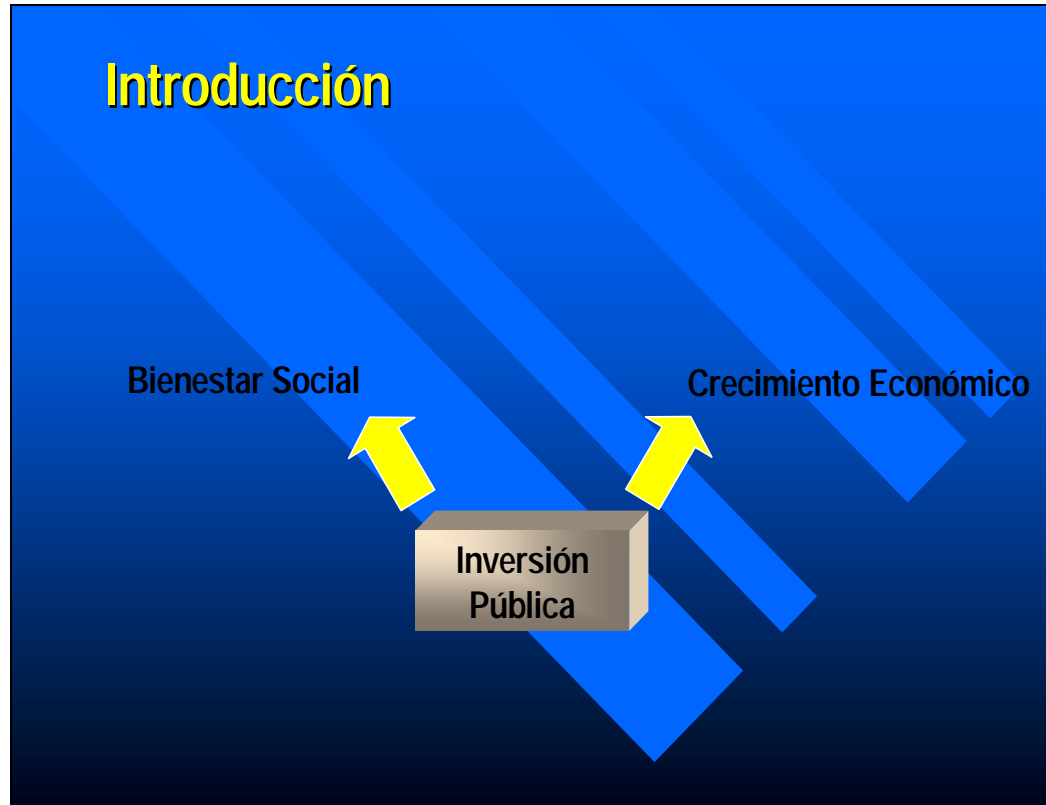 Introducción
Bienestar Social
Crecimiento Económico
Inversión
Pública